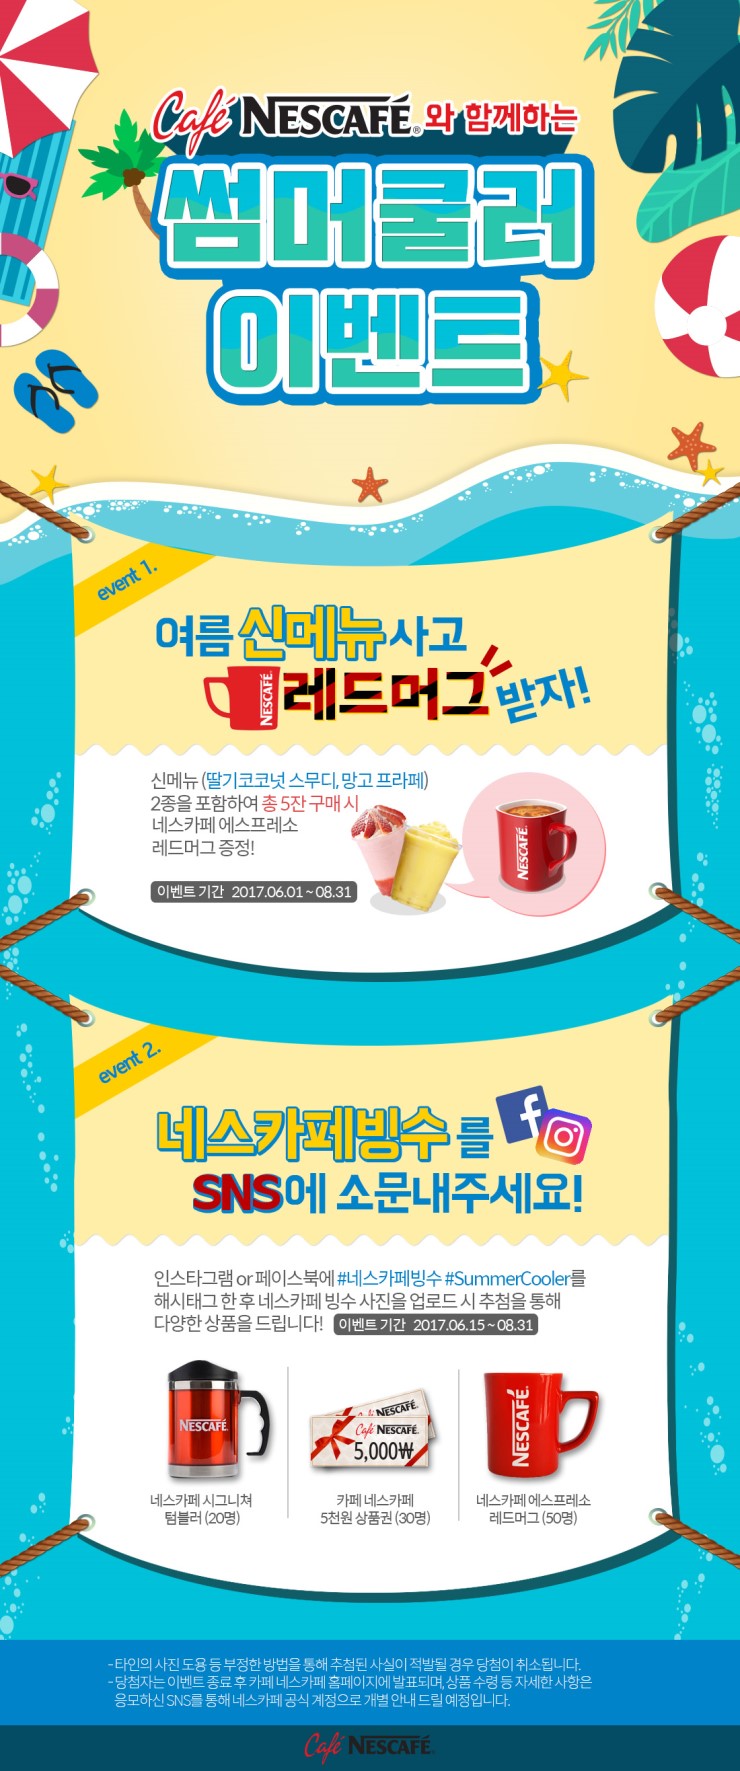 Café NESCAFÉ® 와 함께하는
썸머쿨러
이벤트
event 1.
여름 신메뉴 사고
NESCAFÉ 레드머그 받자!
신메뉴 (딸기코코넛 스무디, 망고 프라페)
2종을 포함하여 총 5잔 구매 시
네스카페 에스프레소
레드머그 증정!
NESCAFÉ
이벤트 기간 2017.06.01 ~ 08.31
event 2.
네스카페빙수를
SNS에 소문내주세요!
인스타그램 or 페이스북에 #네스카페빙수 #SummerCooler를
해시태그 한 후 네스카페 빙수 사진을 업로드 시 추첨을 통해
다양한 상품을 드립니다! 이벤트 기간 2017.06.15 ~ 08.31
NESCAFÉ
Café NESCAFÉ
Café NESCAFÉ
5,000₩
NESCAFÉ
네스카페 시그니쳐
텀블러 (20명)
카페 네스카페
5천원 상품권 (30명)
네스카페 에스프레소
레드머그 (50명)
- 타인의 사진 도용 등 부정한 방법을 통해 추첨된 사실이 적발될 경우 당첨이 취소됩니다.
- 당첨자는 이벤트 종료 후 카페 네스카페 홈페이지에 발표되며, 상품 수령 등 자세한 사항은
응모하신 SNS를 통해 네스카페 공식 계정으로 개별 안내 드릴 예정입니다.
Café NESCAFÉ